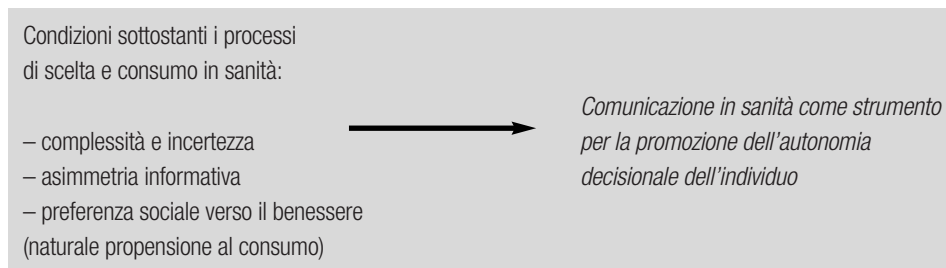 Condizioni sottostanti i processi
di scelta e consumo in sanità:
– complessità e incertezza
– asimmetria informativa
– preferenza sociale verso il benessere
(naturale propensione al consumo)
Comunicazione in sanità come strumento
per la promozione dell'autonomia
decisionale dell'individuo